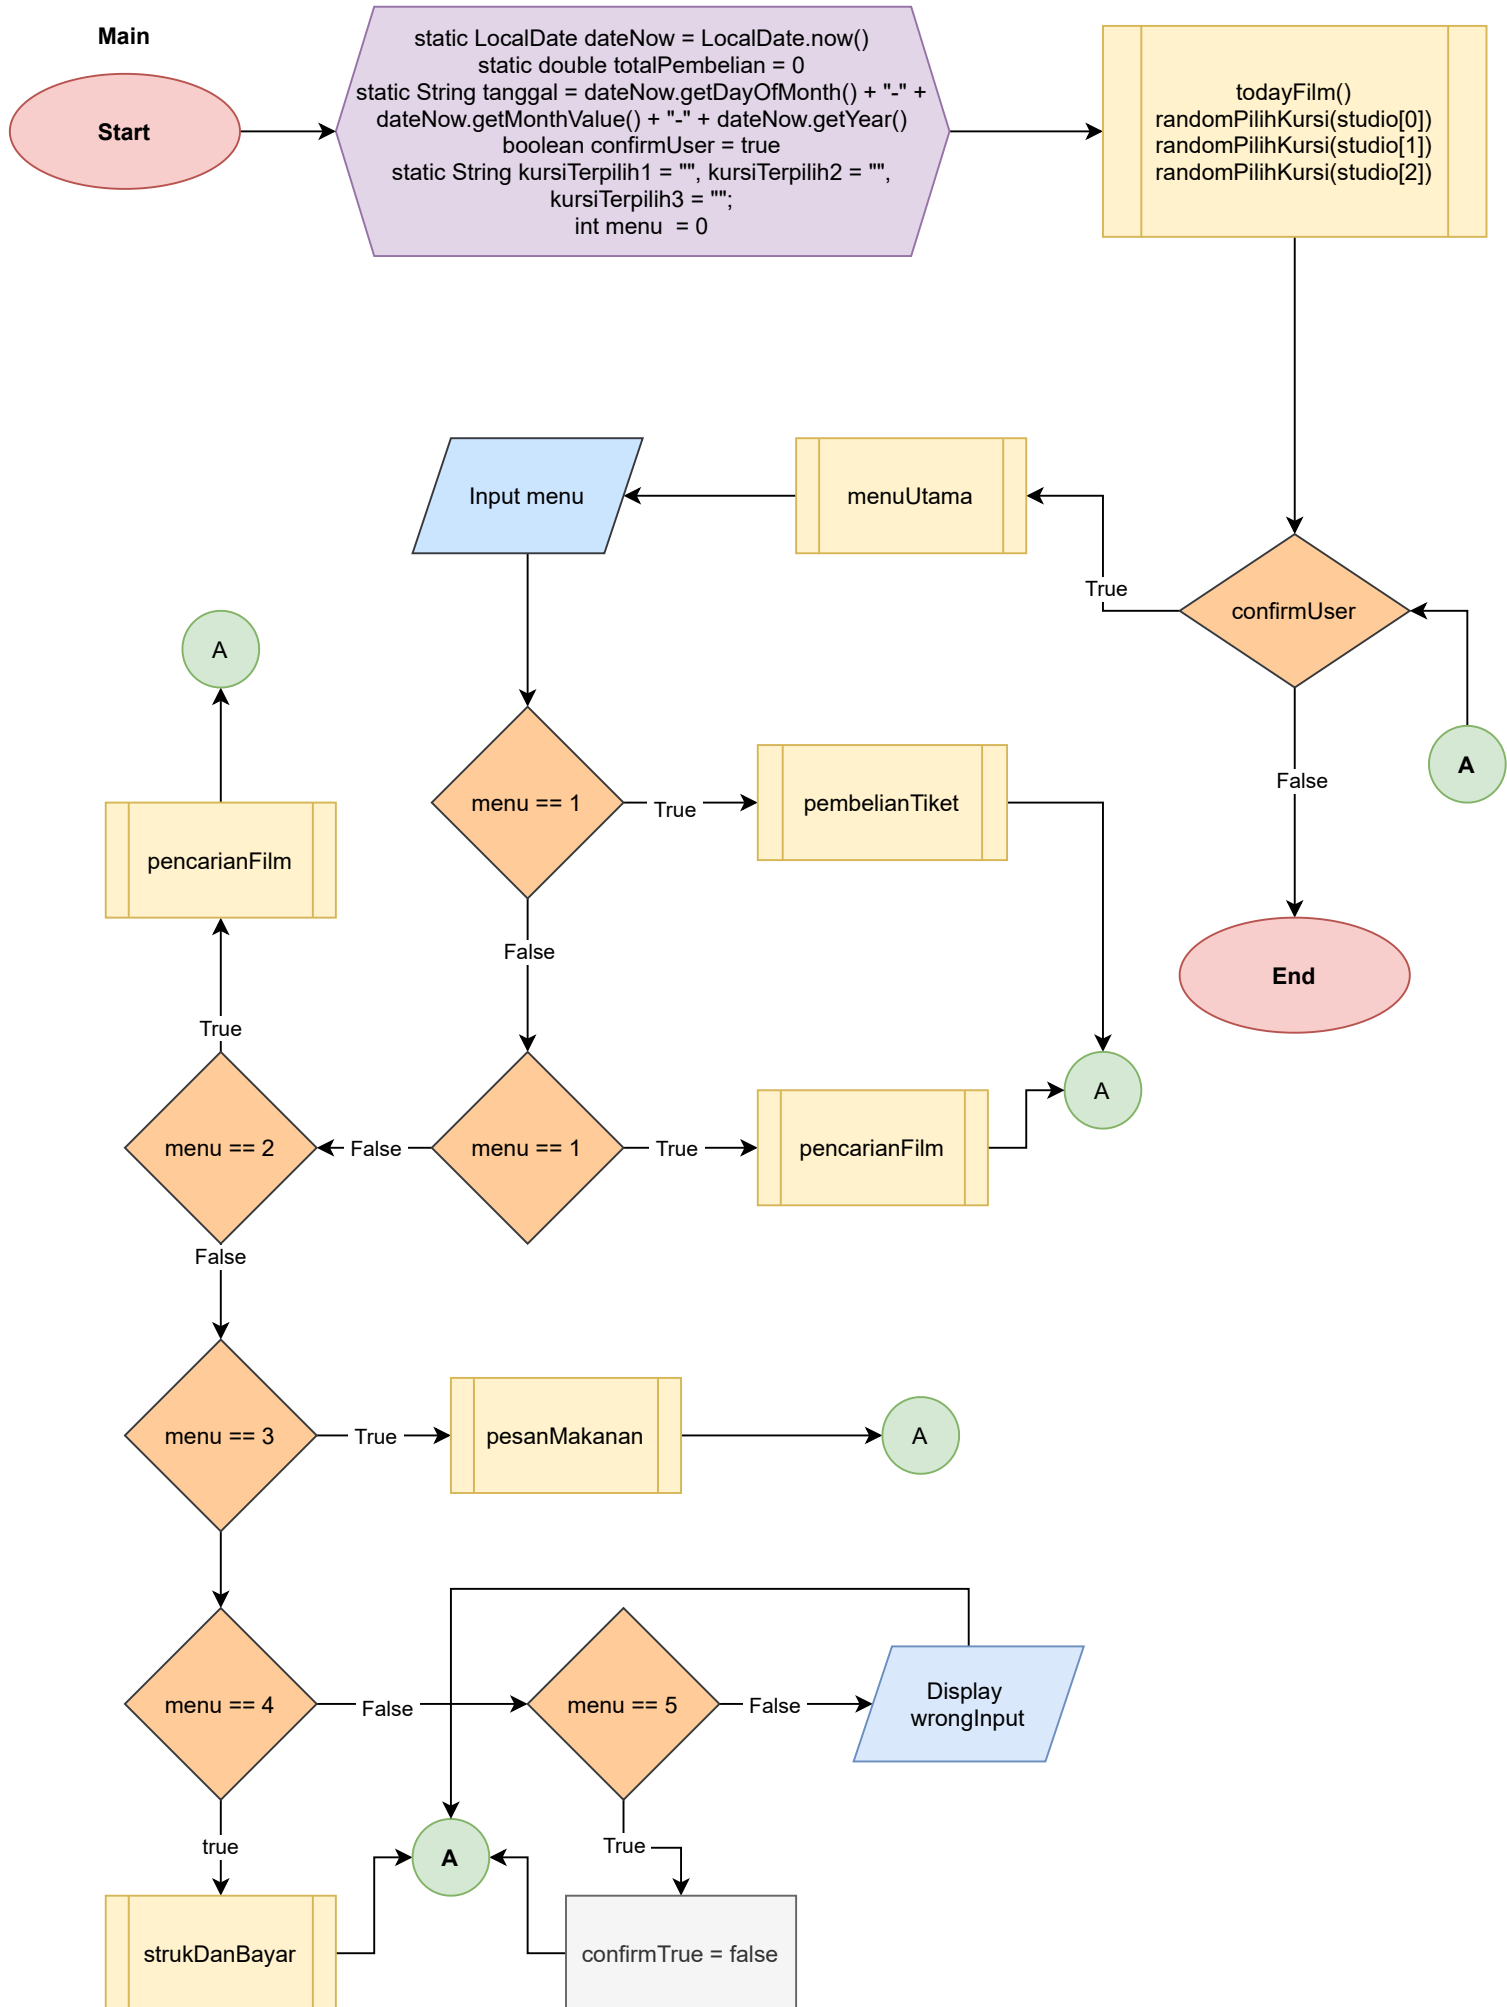 Main
Start
static LocalDate dateNow = LocalDate.now()
static double totalPembelian = 0
static String tanggal = dateNow.getDayOfMonth() + "-" +
dateNow.getMonthValue() + "-" + dateNow.getYear()
boolean confirmUser = true
static String kursiTerpilih1 = "", kursiTerpilih2 = "",
kursiTerpilih3 = "";
int menu  = 0
todayFilm()
randomPilihKursi(studio[0])
randomPilihKursi(studio[1])
randomPilihKursi(studio[2])
Input menu
menuUtama
True
confirmUser
A
False
A
End
menu == 1
True
pembelianTiket
False
pencarianFilm
True
menu == 2
False
menu == 1
True
pencarianFilm
A
False
menu == 3
True
pesanMakanan
A
menu == 4
False
menu == 5
False
Display
wrongInput
true
A
True
strukDanBayar
confirmTrue = false